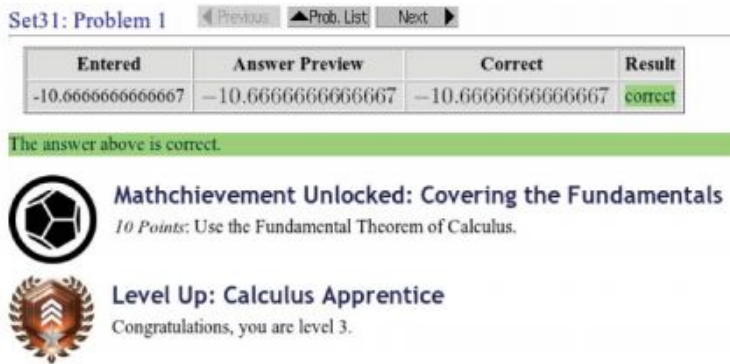 Set31: Problem 1 Previous Prob. List Next
Entered Answer Preview Correct Result
-10.6666666666667 −10.6666666666667 −10.6666666666667 correct
The answer above is correct.
Mathchievement Unlocked: Covering the Fundamentals
10 Points: Use the Fundamental Theorem of Calculus.
Level Up: Calculus Apprentice
Congratulations, you are level 3.